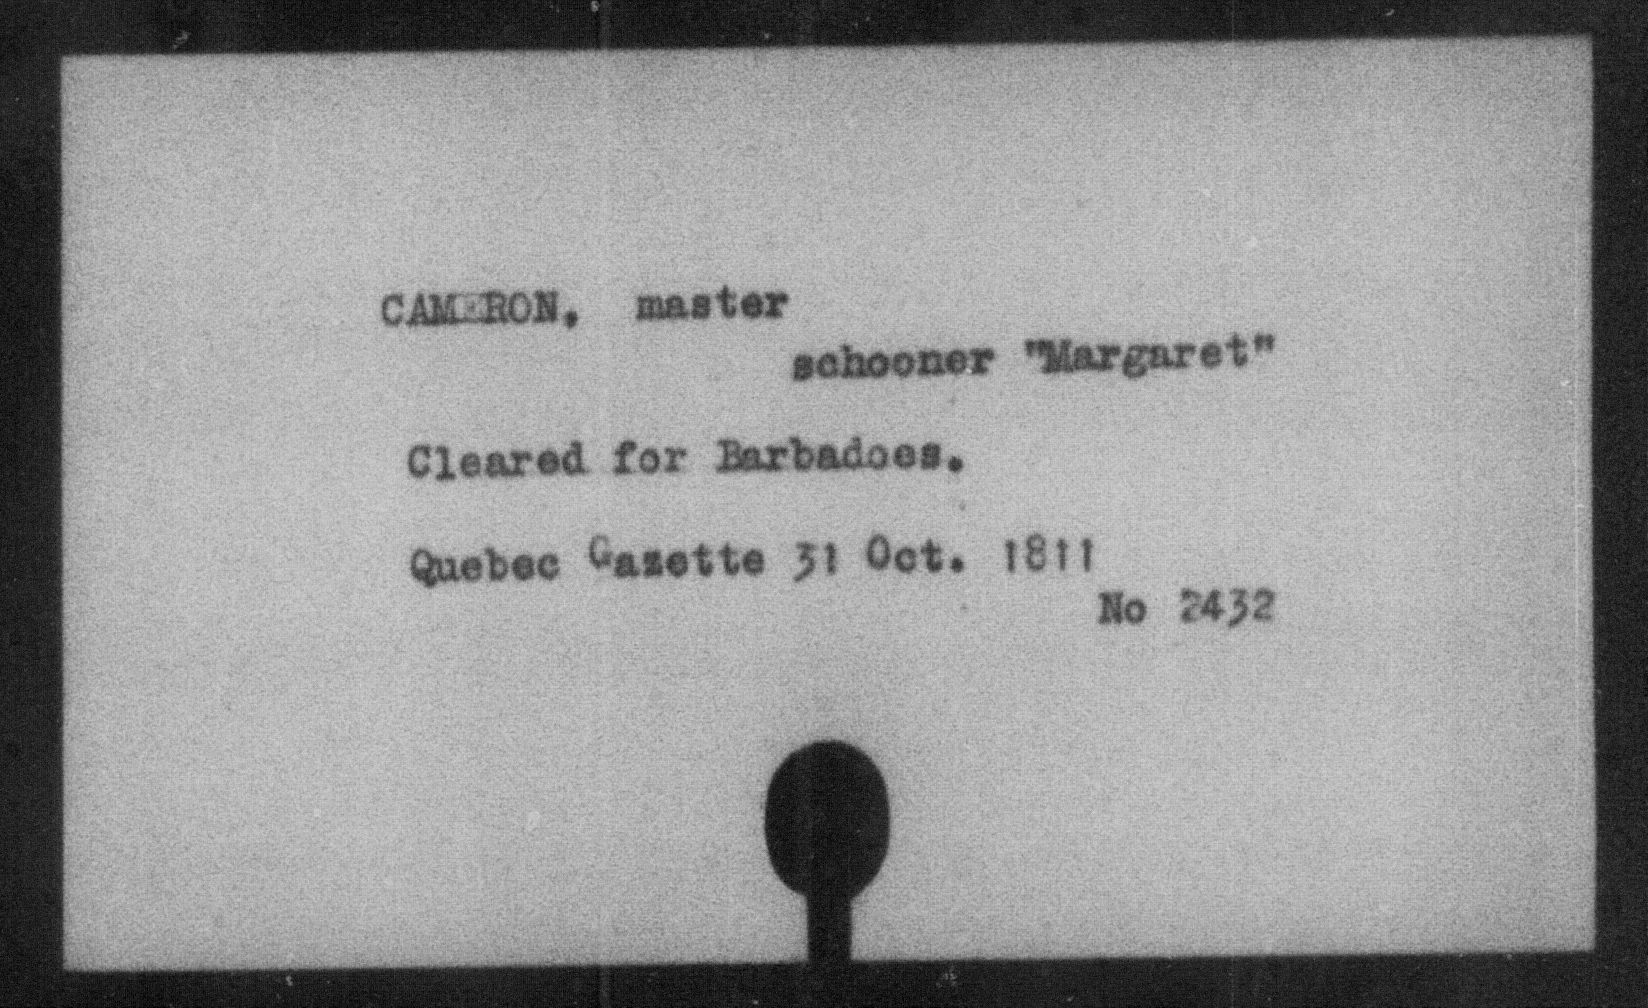 CAMERON, master
schooner "Margaret"
Cleared for Barbadoes.
Quebec Gazette 31 Oct. 1811
No 2432